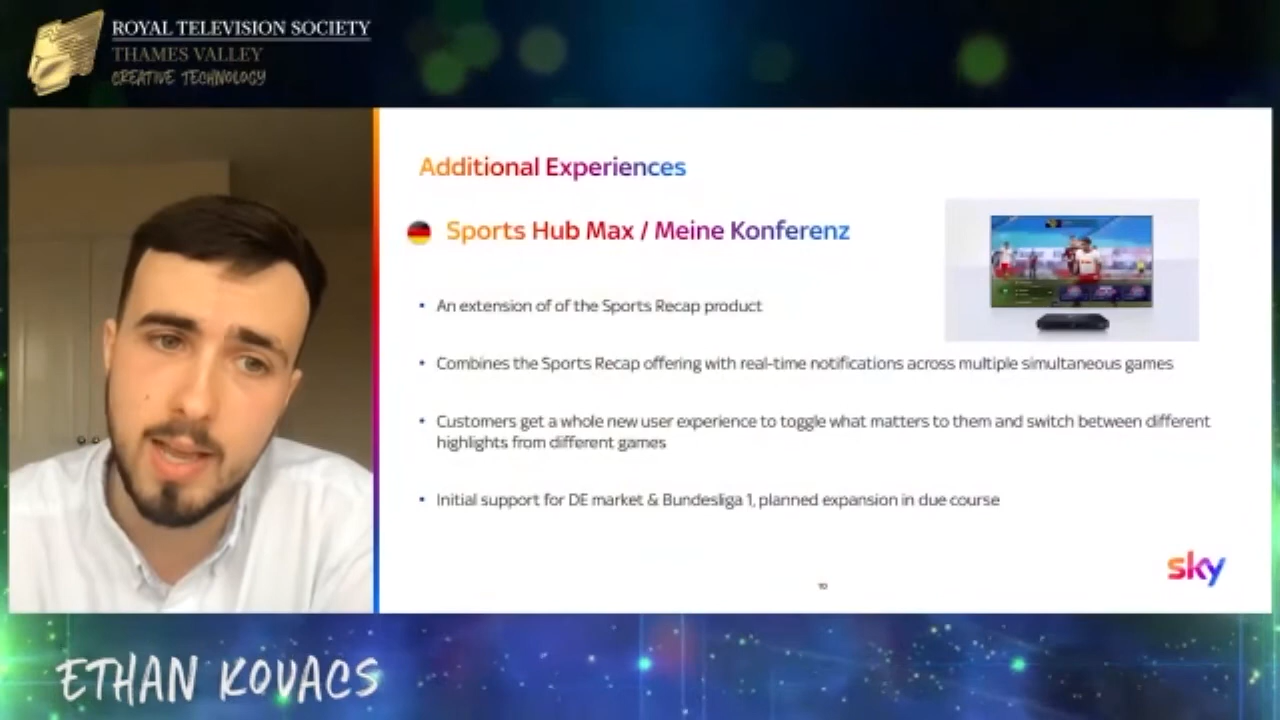 ROYAL TELEVISION SOCIETY
THAMES VALLEY
CREATIVE TECHNOLOGY
Additional Experiences
Sports Hub Max / Meine Konferenz
• An extension of of the Sports Recap product
• Combines the Sports Recap offering with real-time notifications across multiple simultaneous games
• Customers get a whole new user experience to toggle what matters to them and switch between different
highlights from different games
• Initial support for DE market & Bundesliga 1, planned expansion in due course
sky
10
ETHAN KOVACS